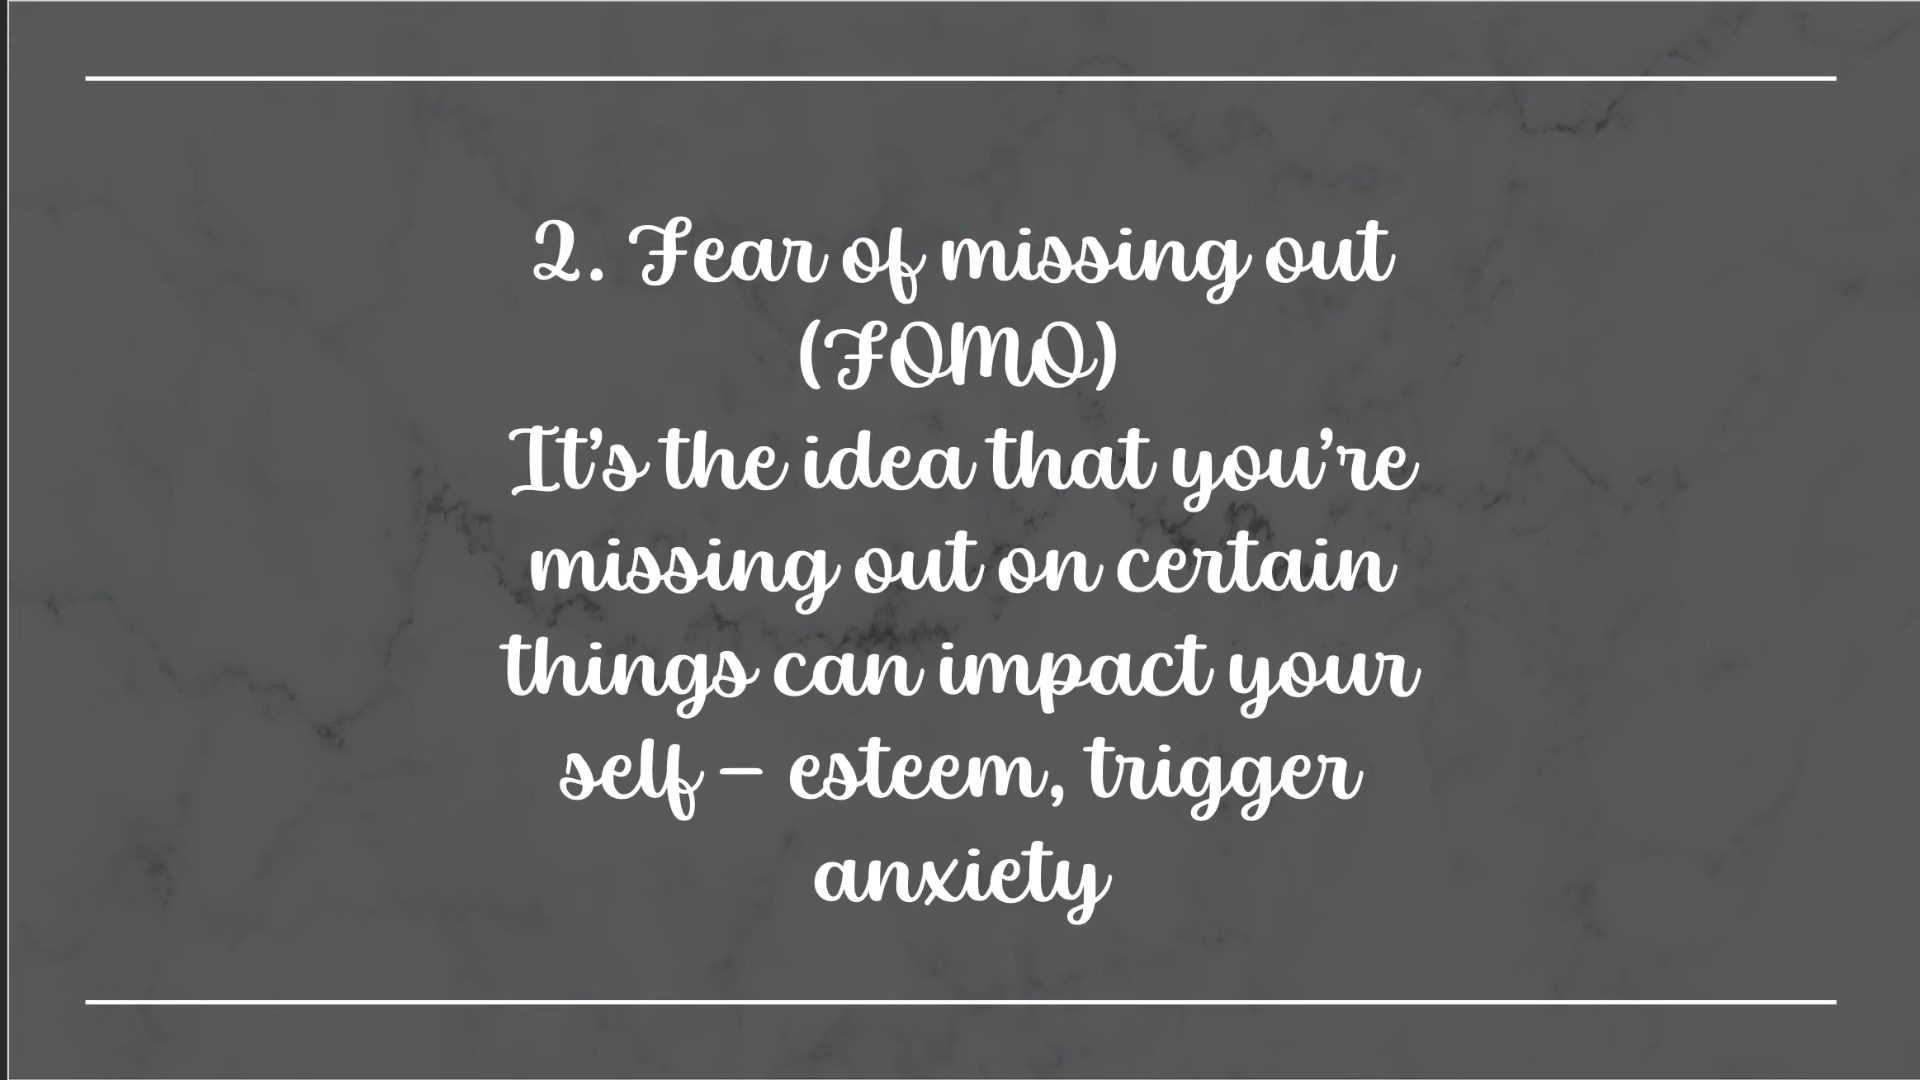 2. Fear of missing out
(FOMO)
It’s the idea that you’re
missing out on certain
things can impact your
self – esteem, trigger
anxiety